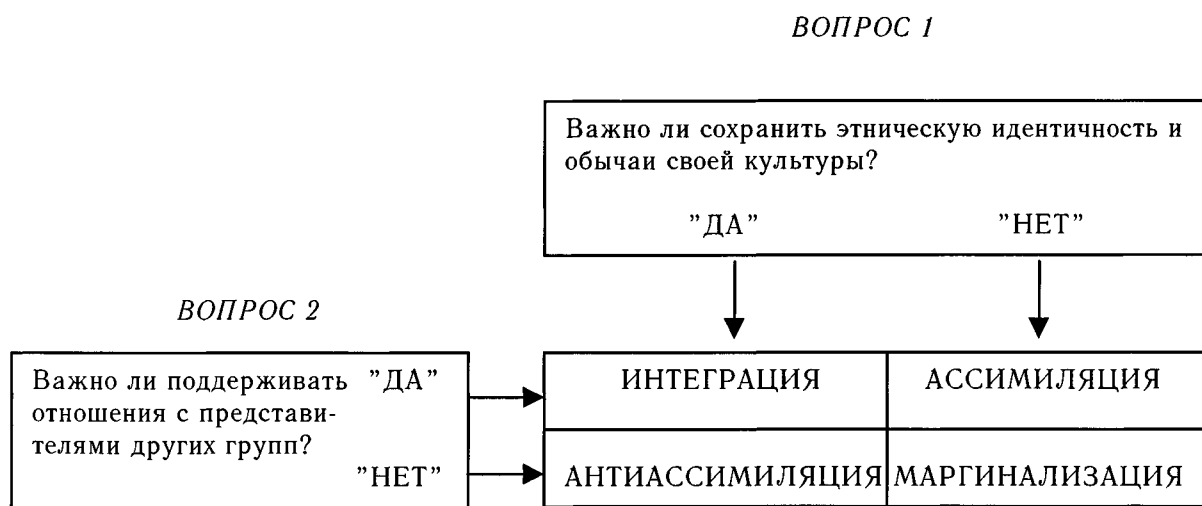 ВОПРОС 1
Важно ли сохранить этническую идентичность и
обычаи своей культуры?
"ДА" "НЕТ"
ВОПРОС 2
Важно ли поддерживать "ДА"
отношения с представи-
телями других групп?
"НЕТ"
ИНТЕГРАЦИЯ АССИМИЛЯЦИЯ
АНТИАССИМИЛЯЦИЯ МАРГИНАЛИЗАЦИЯ